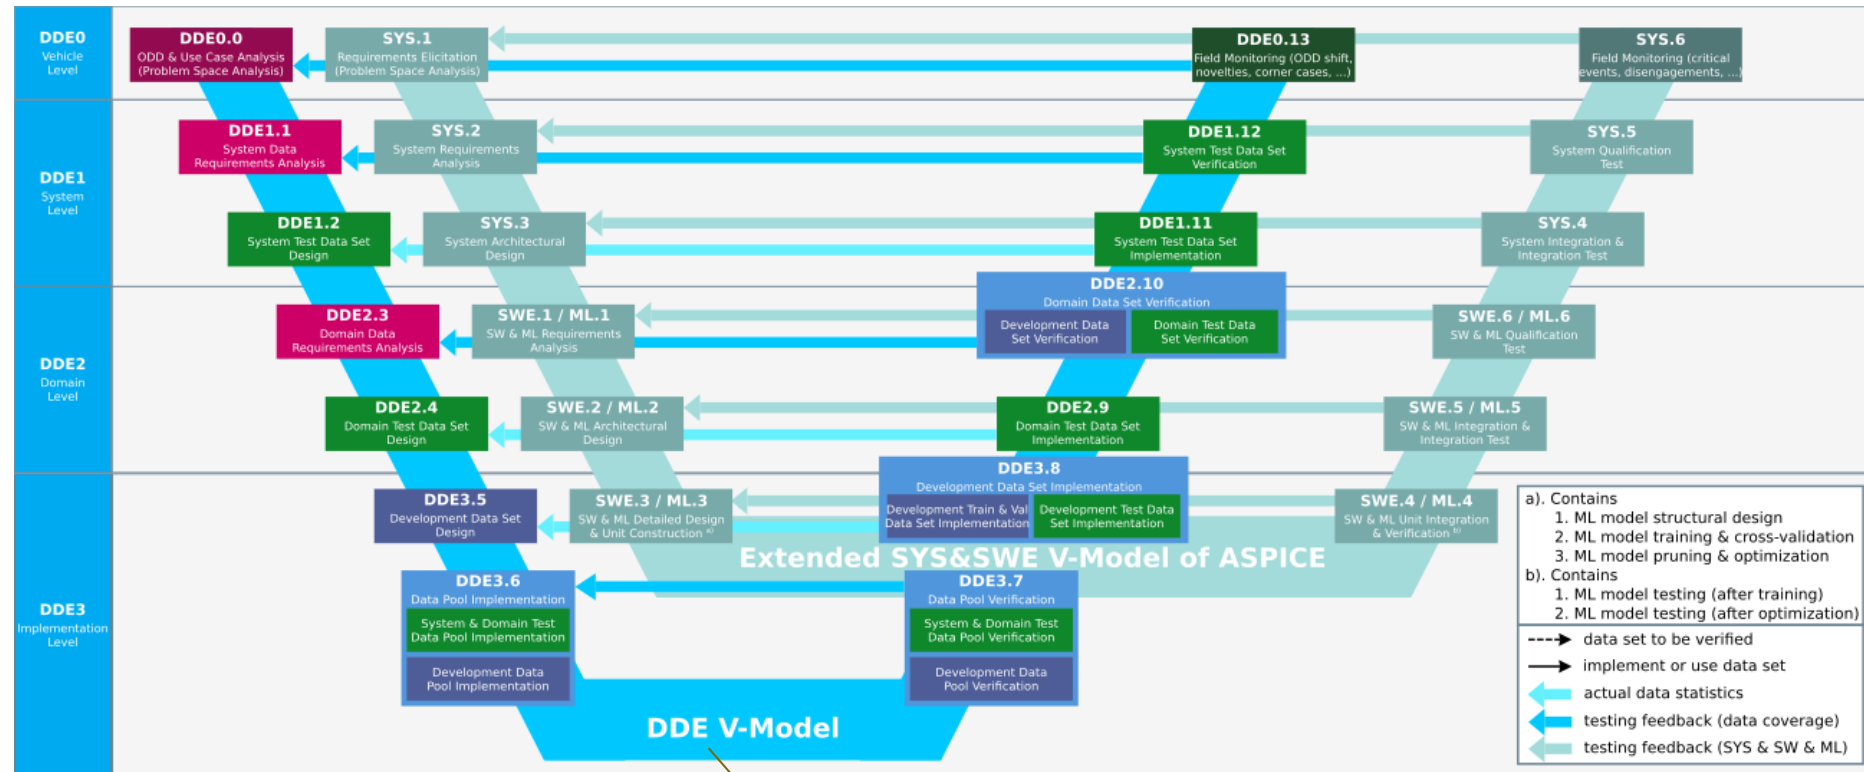 DDE0
Vehicle
Level
DDE0.0
ODD & Use Case Analysis
(Problem Space Analysis)
SYS.1
Requirements Elicitation
(Problem Space Analysis)
DDE0.13
Field Monitoring (ODD shift,
novelties, corner cases, ...)
SYS.6
Field Monitoring (critical
events, disengagements, ...)
DDE1
System
Level
DDE1.1
System Data
Requirements Analysis
SYS.2
System Requirements
Analysis
DDE1.12
System Test Data Set
Verification
SYS.5
System Qualification
Test
DDE1.2
System Test Data Set
Design
SYS.3
System Architectural
Design
DDE1.11
System Test Data Set
Implementation
SYS.4
System Integration &
Integration Test
DDE2
Domain
Level
DDE2.3
Domain Data
Requirements Analysis
SWE.1 / ML.1
SW & ML Requirements
Analysis
DDE2.10
Domain Data Set Verification
Development Data
Set Verification
Domain Test Data
Set Verification
SWE.6 / ML.6
SW & ML Qualification
Test
DDE2.4
Domain Test Data Set
Design
SWE.2 / ML.2
SW & ML Architectural
Design
DDE2.9
Domain Test Data Set
Implementation
SWE.5 / ML.5
SW & ML Integration &
Integration Test
DDE3
Implementation
Level
DDE3.5
Development Data Set
Design
SWE.3 / ML.3
SW & ML Detailed Design
& Unit Construction a)
DDE3.8
Development Data Set Implementation
Development Train & Val
Data Set Implementation
Development Test Data
Set Implementation
SWE.4 / ML.4
SW & ML Unit Integration
& Verification b)
Extended SYS&SWE V-Model of ASPICE
DDE3.6
Data Pool Implementation
System & Domain Test
Data Pool Implementation
Development Data
Pool Implementation
DDE3.7
Data Pool Verification
System & Domain Test
Data Pool Verification
Development Data
Pool Verification
DDE V-Model
a). Contains
1. ML model structural design
2. ML model training & cross-validation
3. ML model pruning & optimization
b). Contains
1. ML model testing (after training)
2. ML model testing (after optimization)
data set to be verified
implement or use data set
actual data statistics
testing feedback (data coverage)
testing feedback (SYS & SW & ML)